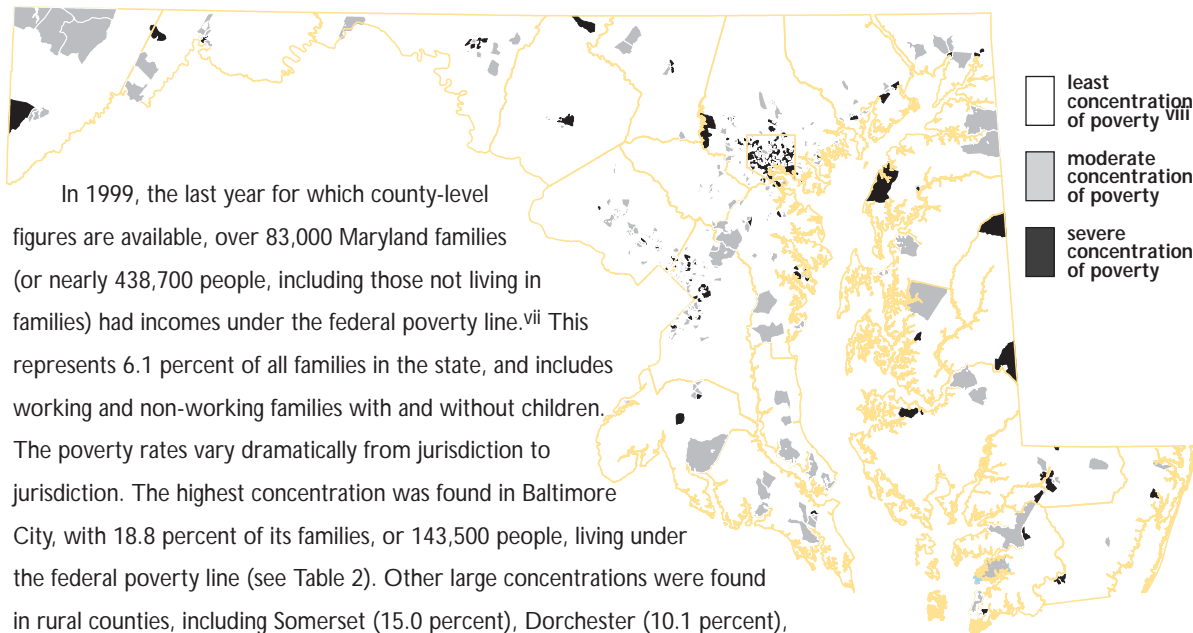 least
concentration
of poverty viii
moderate
concentration
of poverty
severe
concentration
of poverty
In 1999, the last year for which county-level
figures are available, over 83,000 Maryland families
(or nearly 438,700 people, including those not living in
families) had incomes under the federal poverty line.vii This
represents 6.1 percent of all families in the state, and includes
working and non-working families with and without children.
The poverty rates vary dramatically from jurisdiction to
jurisdiction. The highest concentration was found in Baltimore
City, with 18.8 percent of its families, or 143,500 people, living under
the federal poverty line (see Table 2). Other large concentrations were found
in rural counties, including Somerset (15.0 percent), Dorchester (10.1 percent),